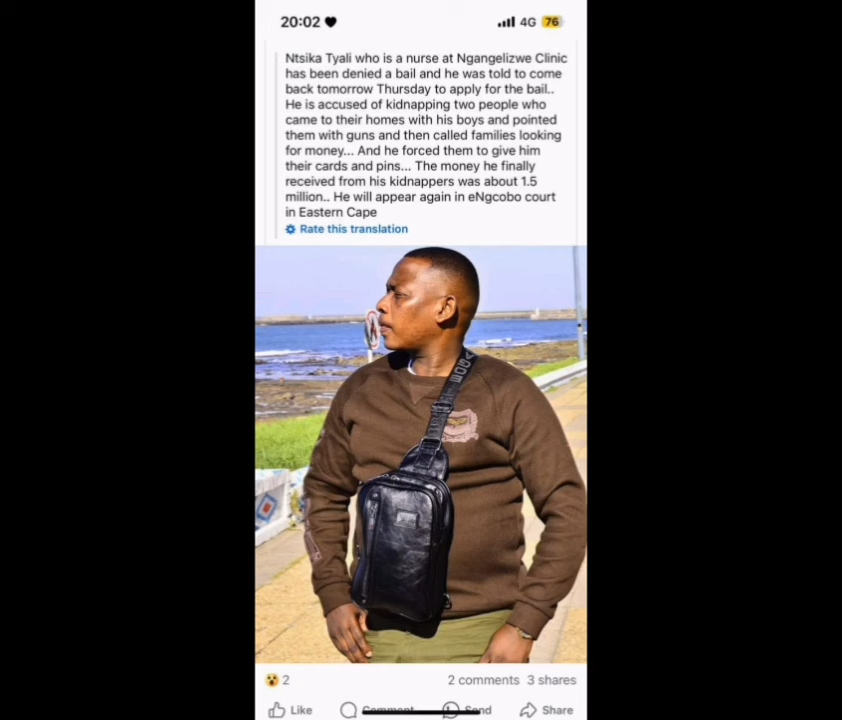 20:02
4G 76
Ntsika Tyali who is a nurse at Ngangelizwe Clinic
has been denied a bail and he was told to come
back tomorrow Thursday to apply for the bail..
He is accused of kidnapping two people who
came to their homes with his boys and pointed
them with guns and then called families looking
for money... And he forced them to give him
their cards and pins... The money he finally
received from his kidnappers was about 1.5
million.. He will appear again in eNgcobo court
in Eastern Cape
Rate this translation
2
2 comments 3 shares
Like Comment Send Share